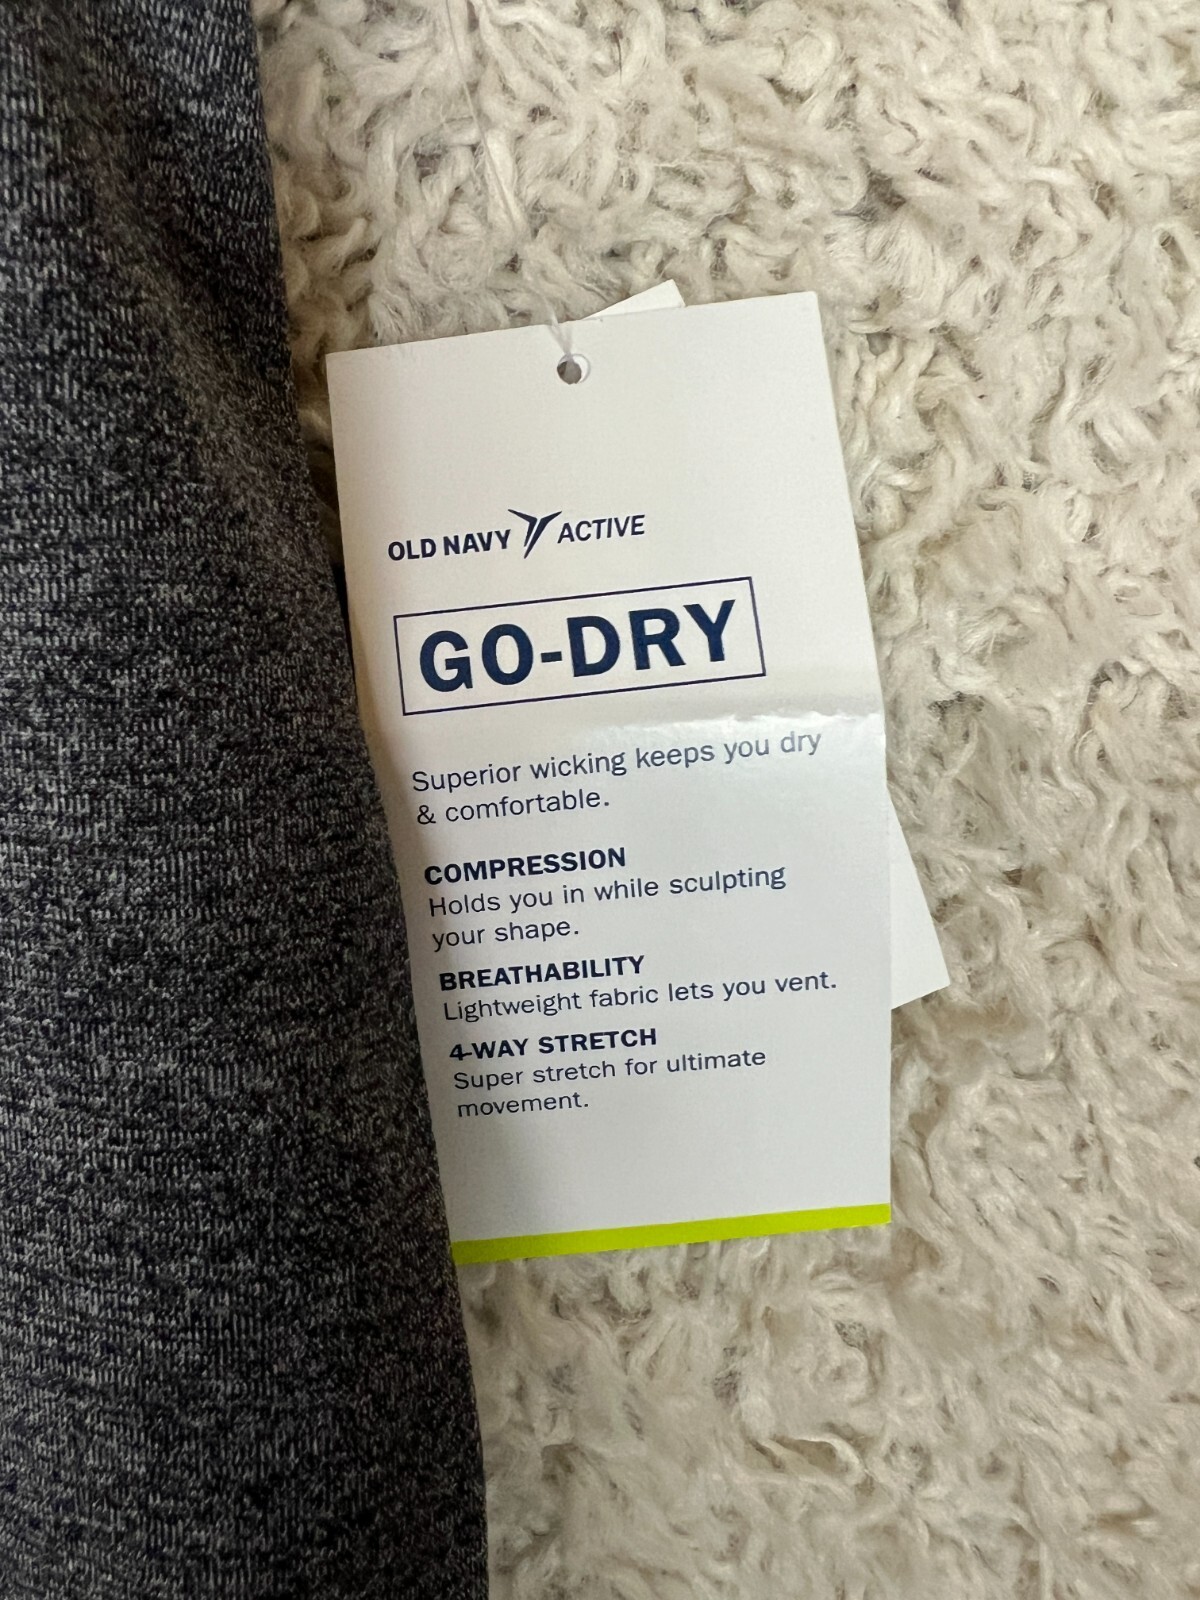 OLD NAVY ACTIVE
GO-DRY
Superior wicking keeps you dry
& comfortable.
COMPRESSION
Holds you in while sculpting
your shape.
BREATHABILITY
Lightweight fabric lets you vent.
4-WAY STRETCH
Super stretch for ultimate
movement.